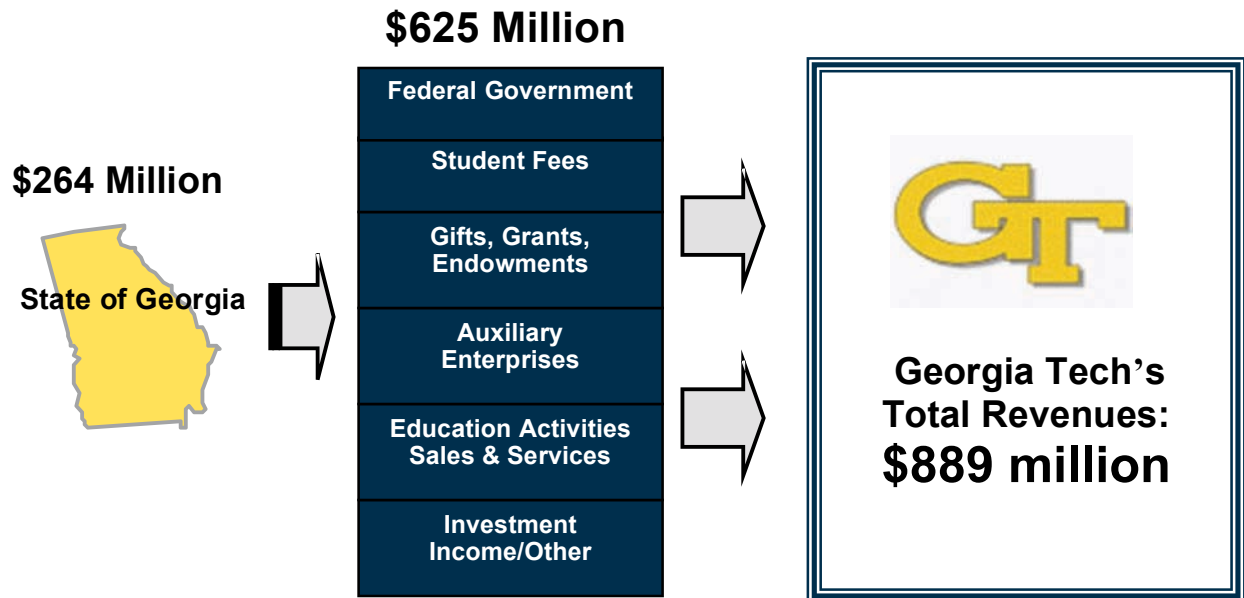 $264 Million
State of Georgia
$625 Million
Federal Government
Student Fees
Gifts, Grants,
Endowments
Auxiliary
Enterprises
Education Activities
Sales & Services
Investment
Income/Other
GT
Georgia Tech’s
Total Revenues:
$889 million